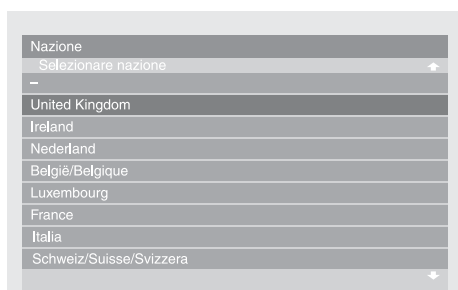 Nazione
Selezionare nazione
–
United Kingdom
Ireland
Nederland
België/Belgique
Luxembourg
France
Italia
Schweiz/Suisse/Svizzera